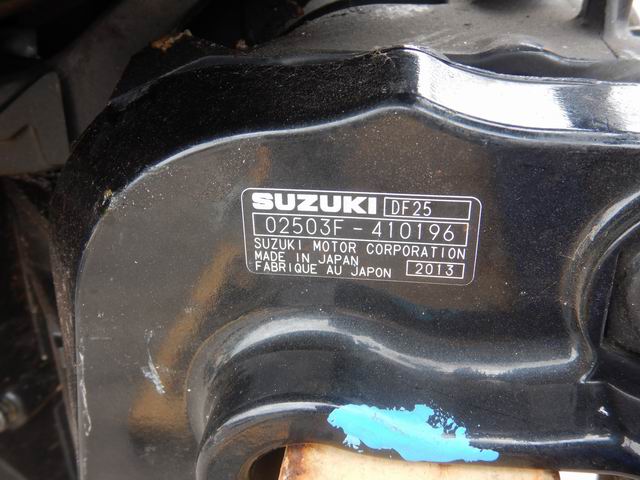 SUZUKI DF25
02503F-410196
SUZUKI MOTOR CORPORATION
MADE IN JAPAN
FABRIQUE AU JAPON 2013